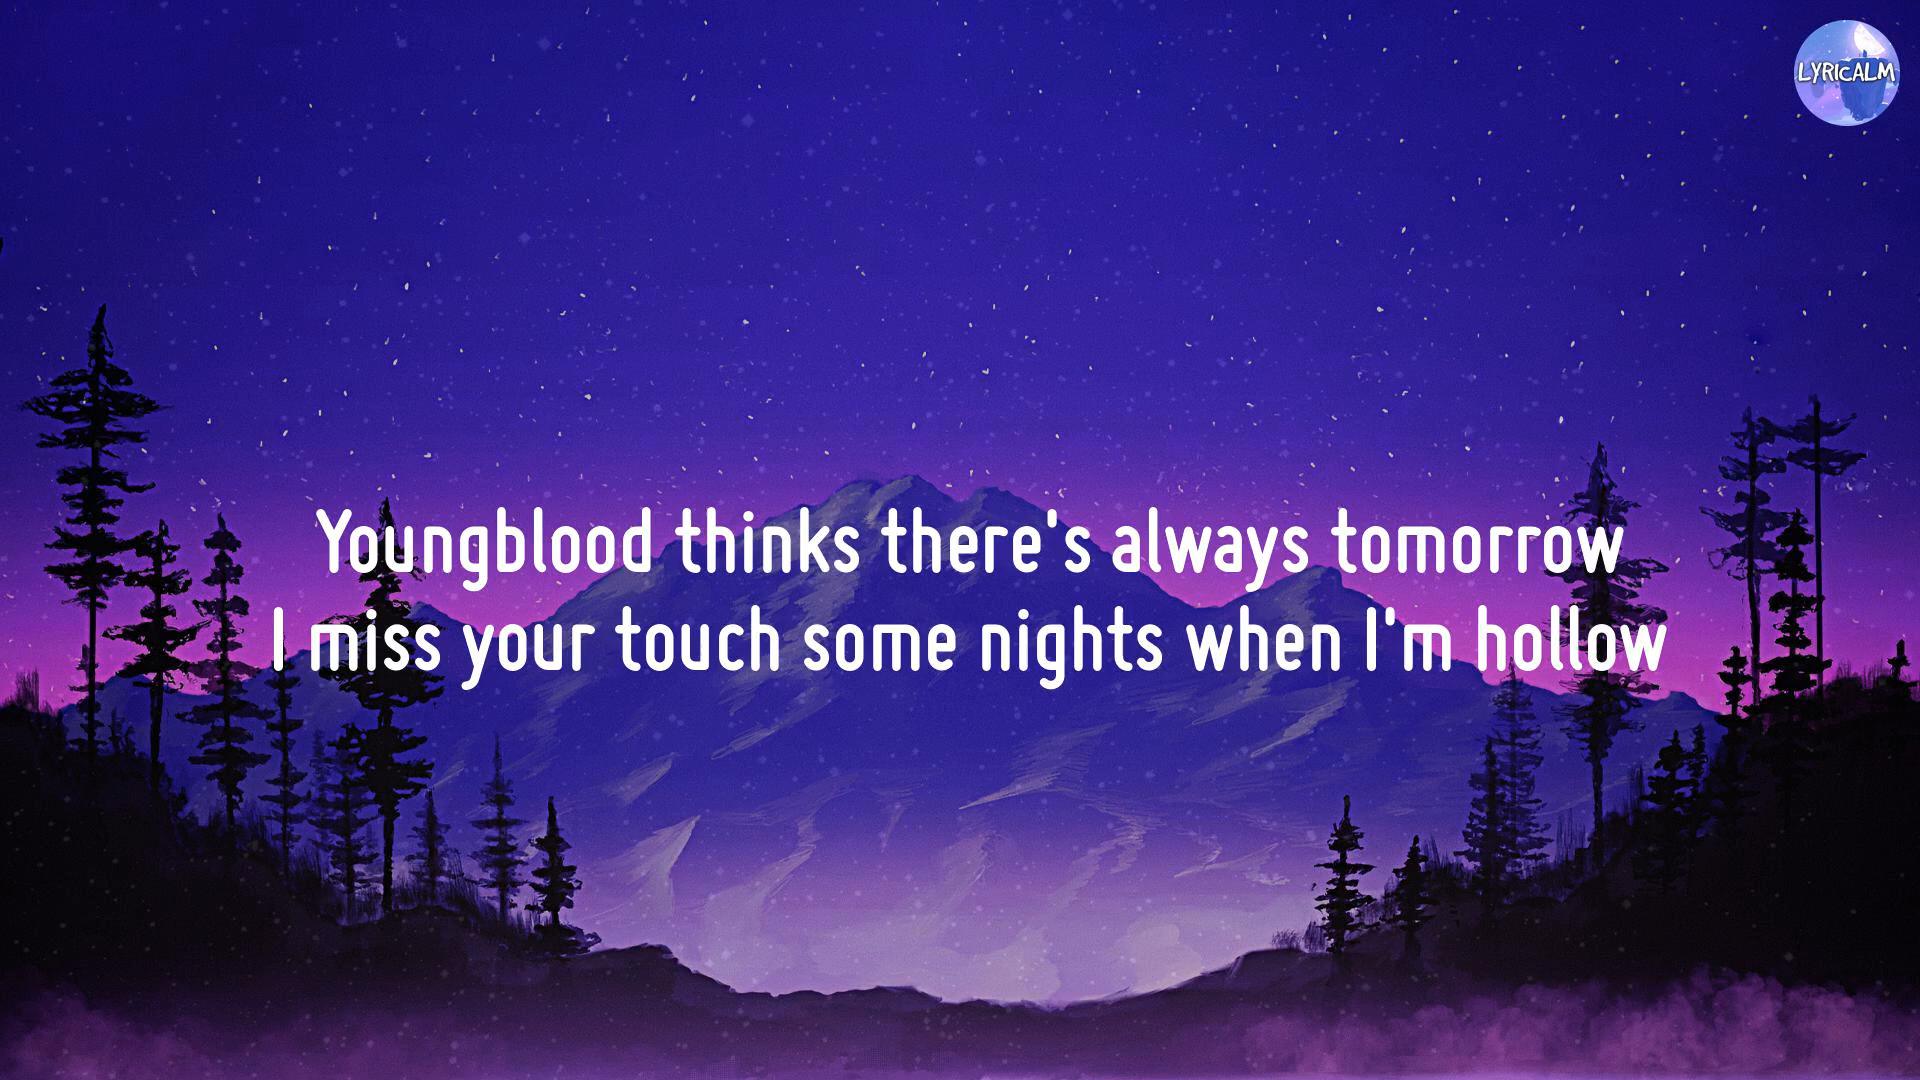 LYRICALM
Youngblood thinks there's always tomorrow
I miss your touch some nights when I'm hollow